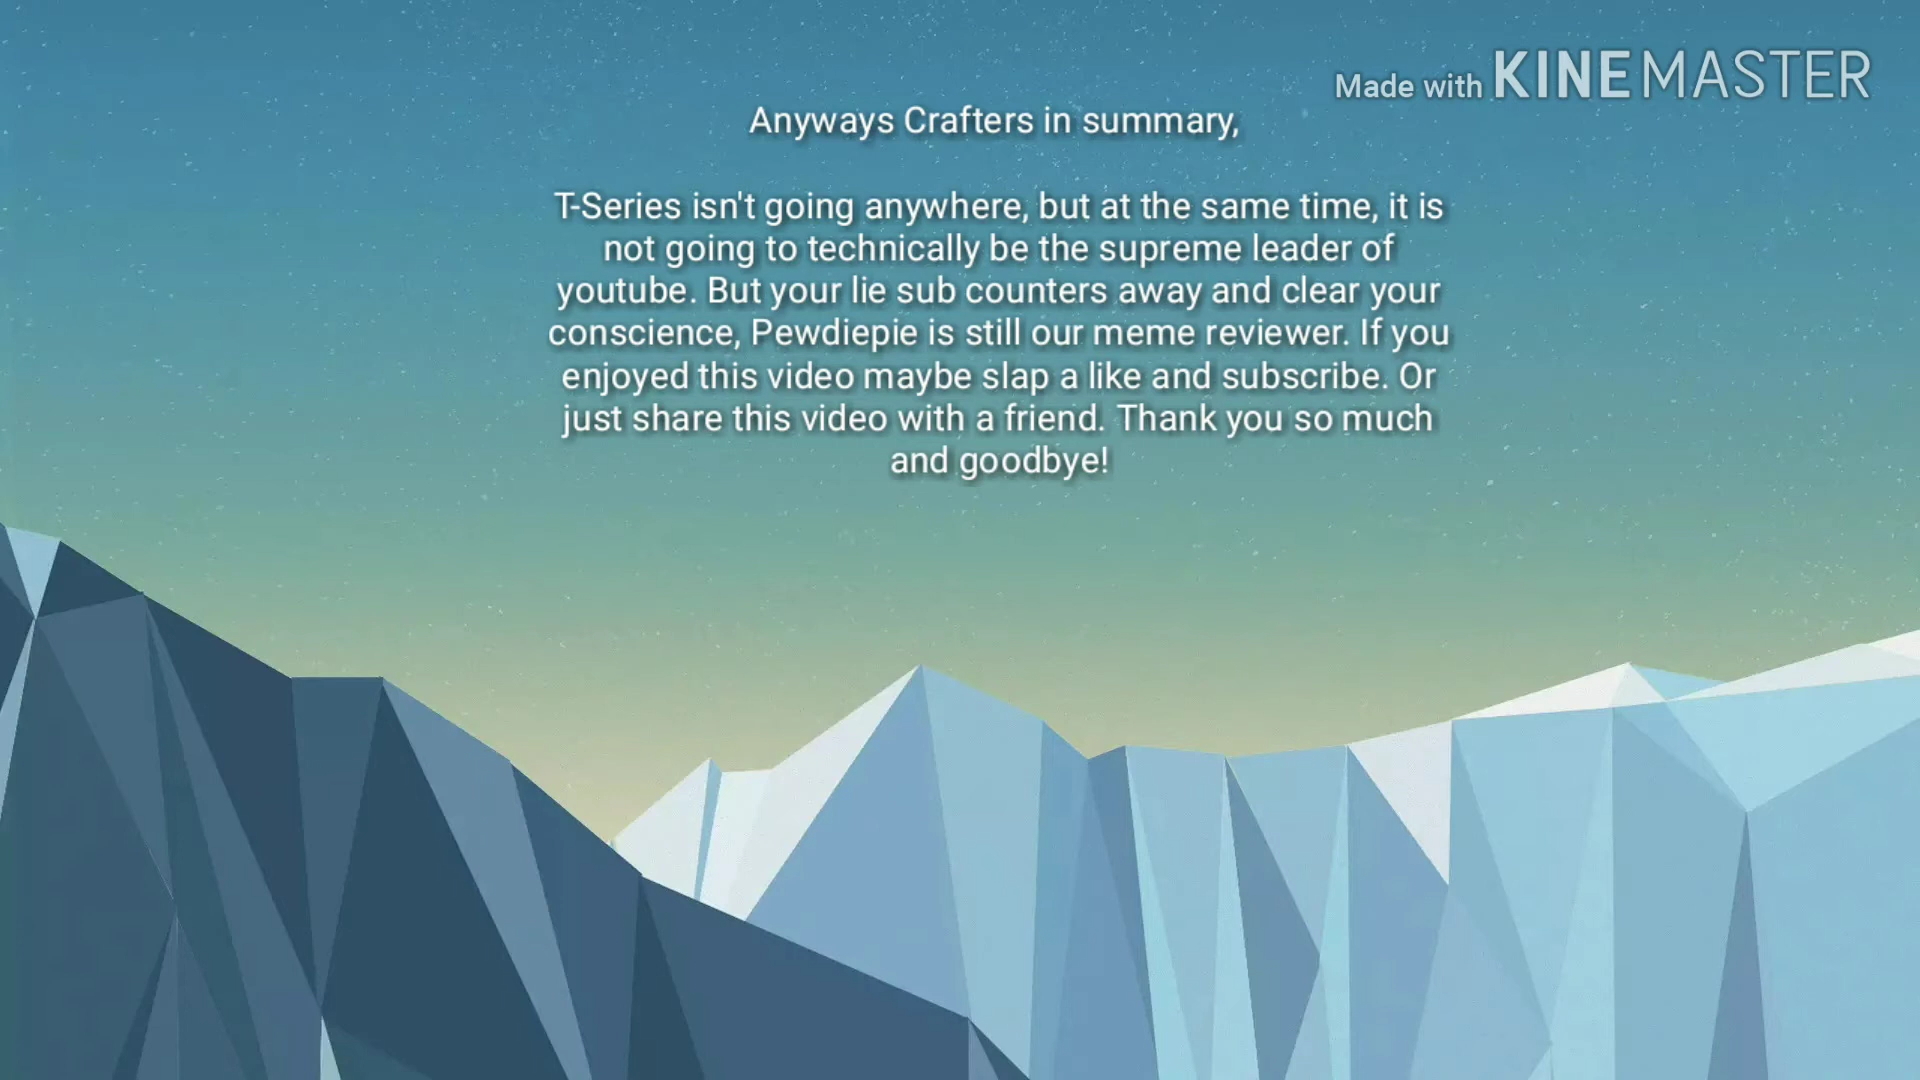 Made with KINEMASTER
Anyways Crafters in summary,
T-Series isn't going anywhere, but at the same time, it is
not going to technically be the supreme leader of
youtube. But your lie sub counters away and clear your
conscience, Pewdiepie is still our meme reviewer. If you
enjoyed this video maybe slap a like and subscribe. Or
just share this video with a friend. Thank you so much
and goodbye!